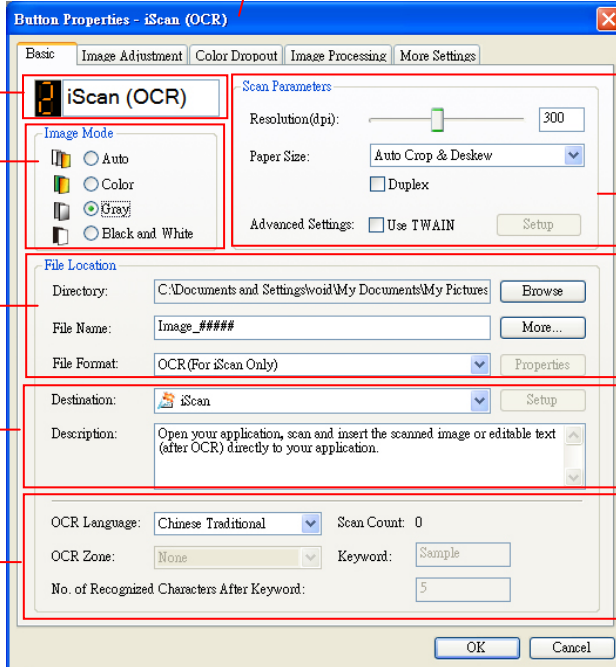 Button Properties - iScan (OCR)
Basic Image Adjustment Color Dropout Image Processing More Settings
2 iScan (OCR)
Image Mode
Auto
Color
Gray
Black and White
Scan Parameters
Resolution(dpi): 300
Paper Size: Auto Crop & Deskew
Duplex
Advanced Settings: Use TWAIN Setup
File Location
Directory: C:\Documents and Settings\void\My Documents\My Pictures Browse
File Name: Image_##### More...
File Format: OCR(For iScan Only) Properties
Destination: iScan Setup
Description: Open your application, scan and insert the scanned image or editable text
(after OCR) directly to your application.
OCR Language: Chinese Traditional Scan Count: 0
OCR Zone: None Keyword: Sample
No. of Recognized Characters After Keyword: 5
OK Cancel